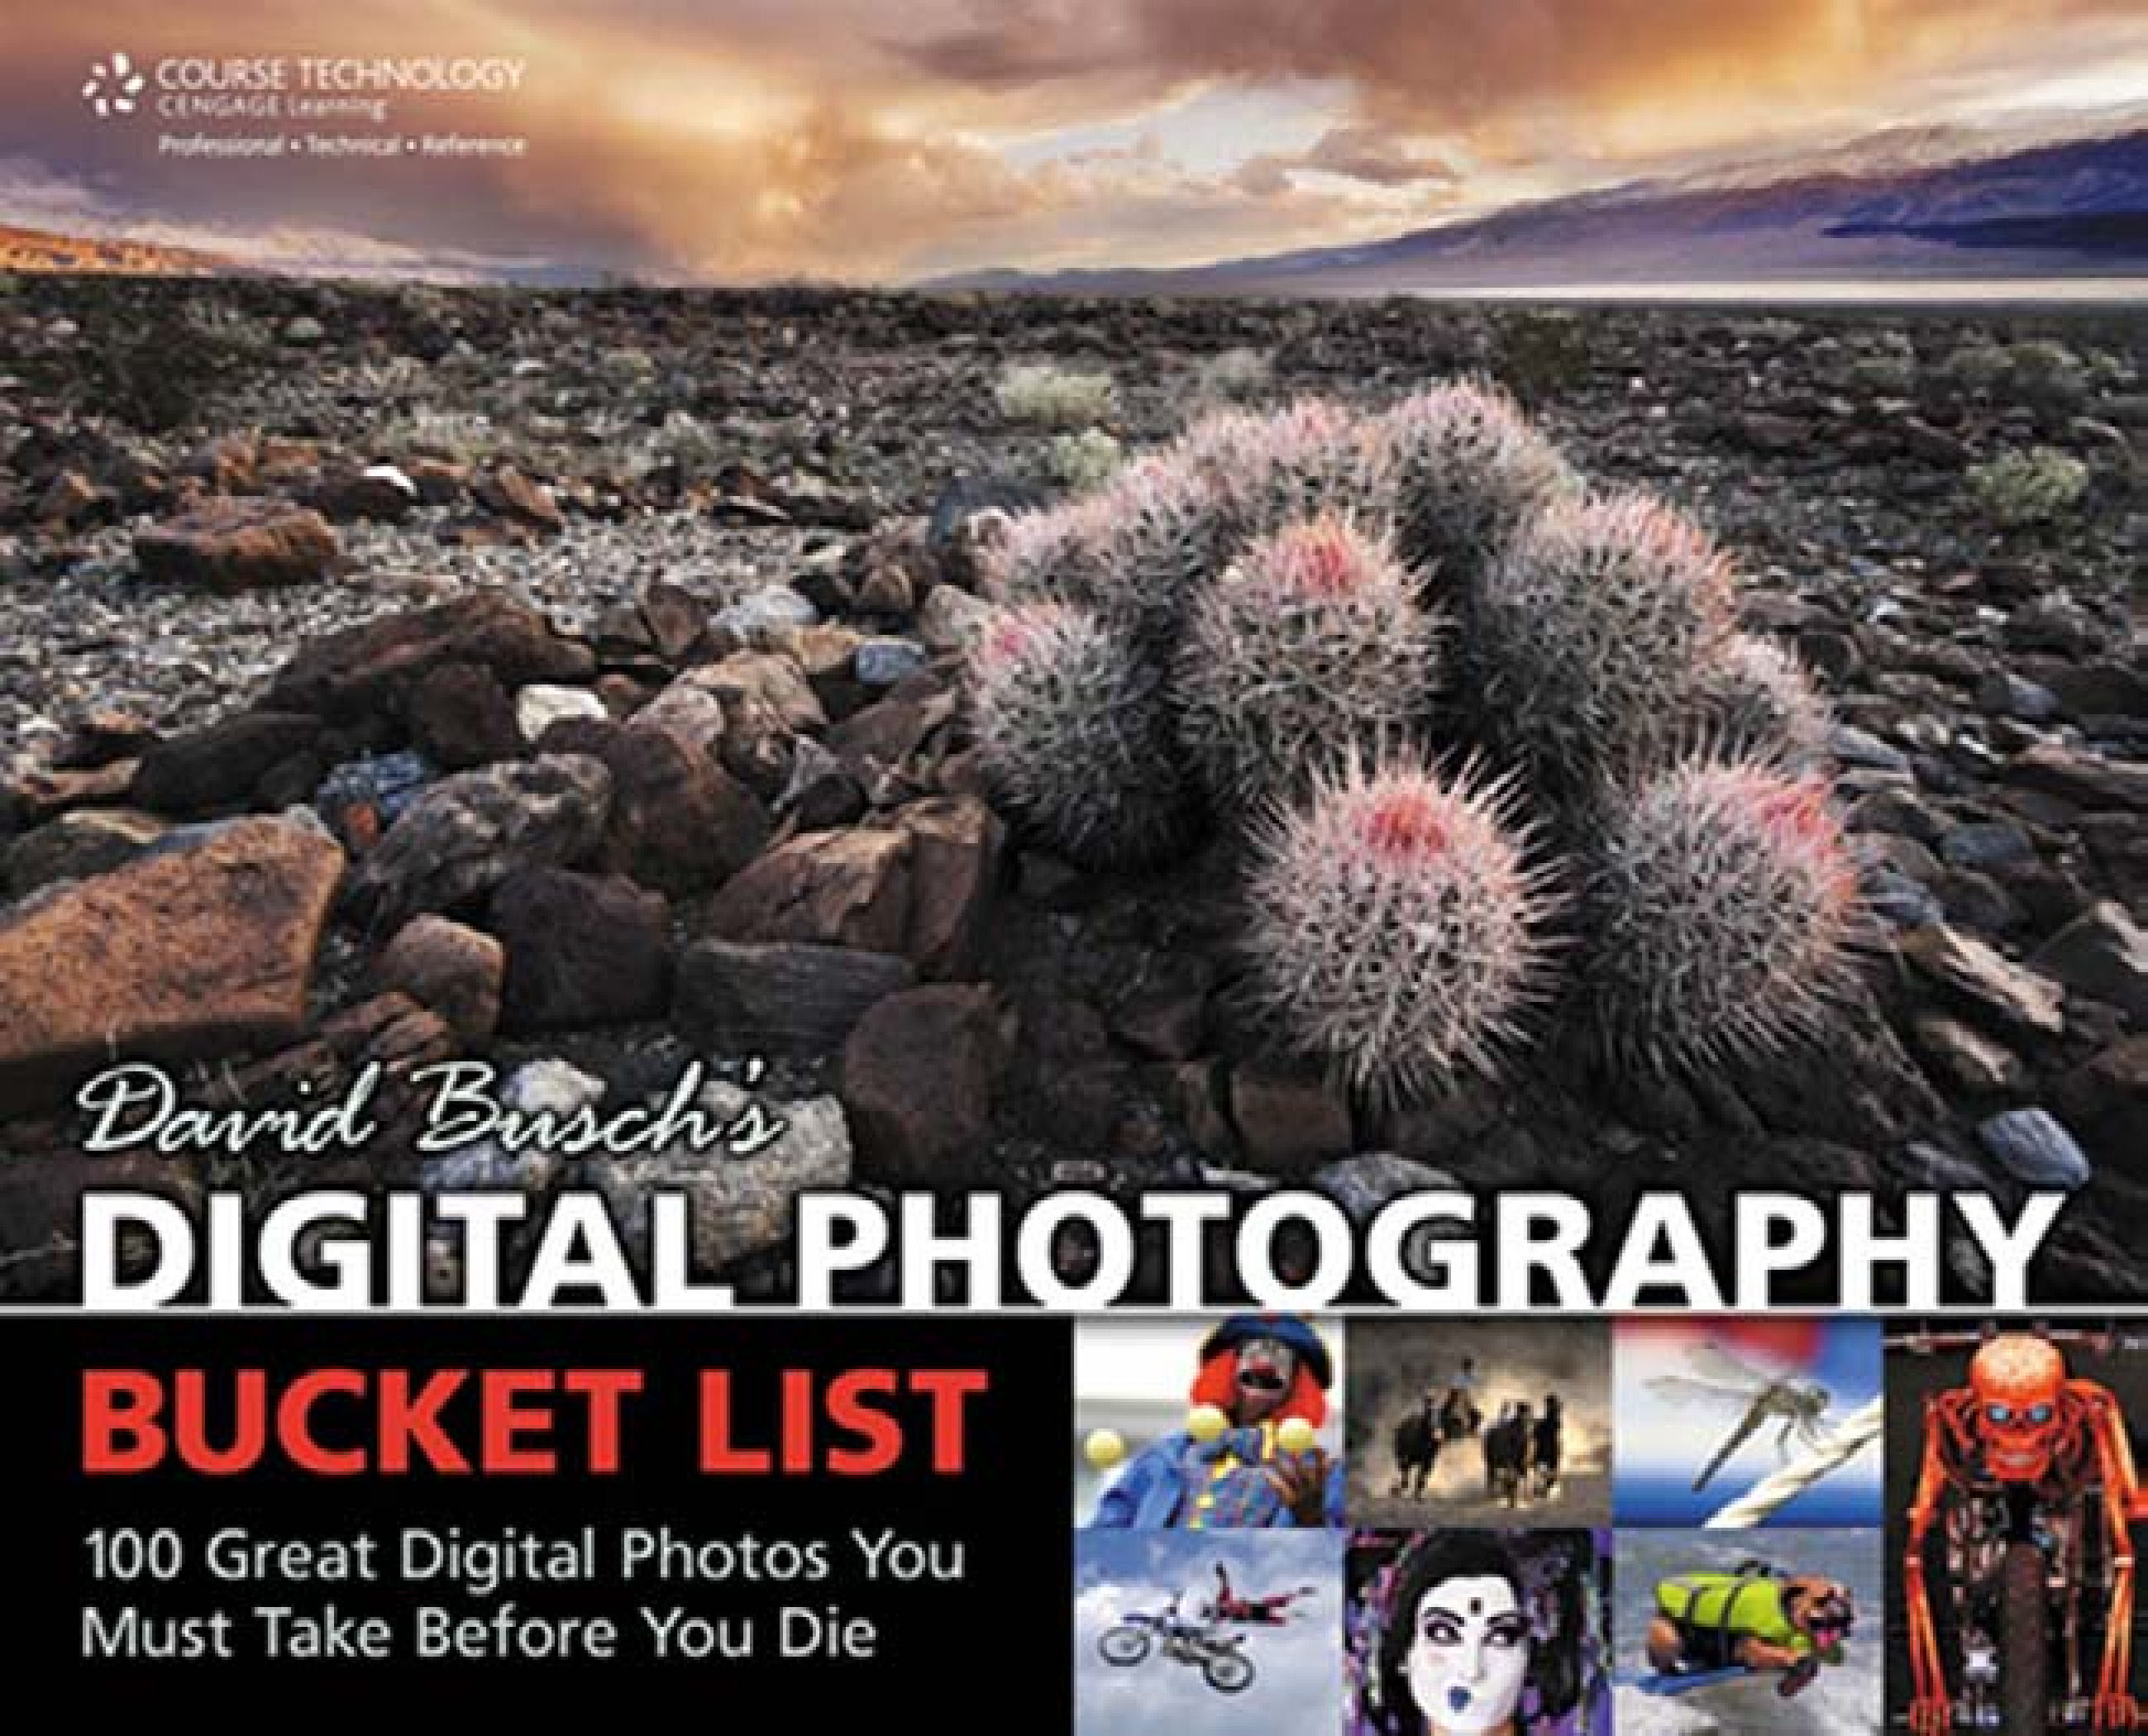 COURSE TECHNOLOGY
CENGAGE Learning
Professional • Technical • Reference
David Busch's
DIGITAL PHOTOGRAPHY
BUCKET LIST
100 Great Digital Photos You
Must Take Before You Die